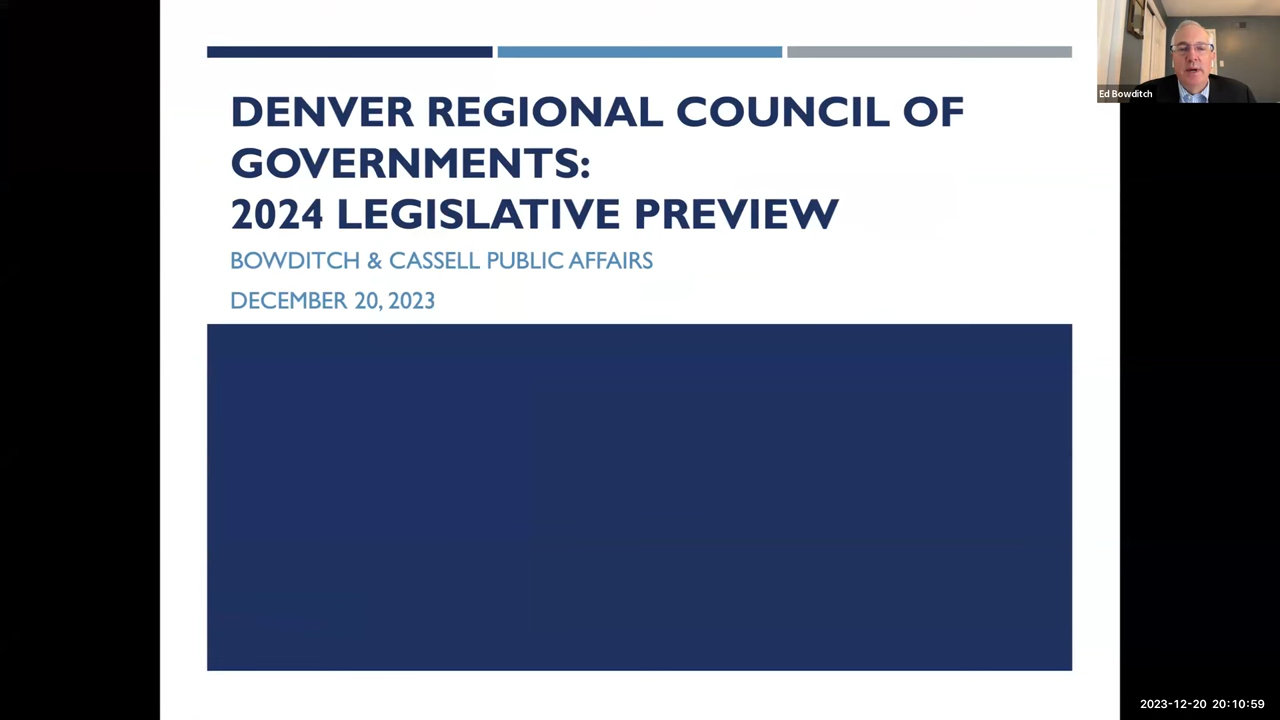 DENVER REGIONAL COUNCIL OF
GOVERNMENTS:
2024 LEGISLATIVE PREVIEW
BOWDITCH & CASSELL PUBLIC AFFAIRS
DECEMBER 20, 2023
Ed Bowditch
2023-12-20 20:10:59